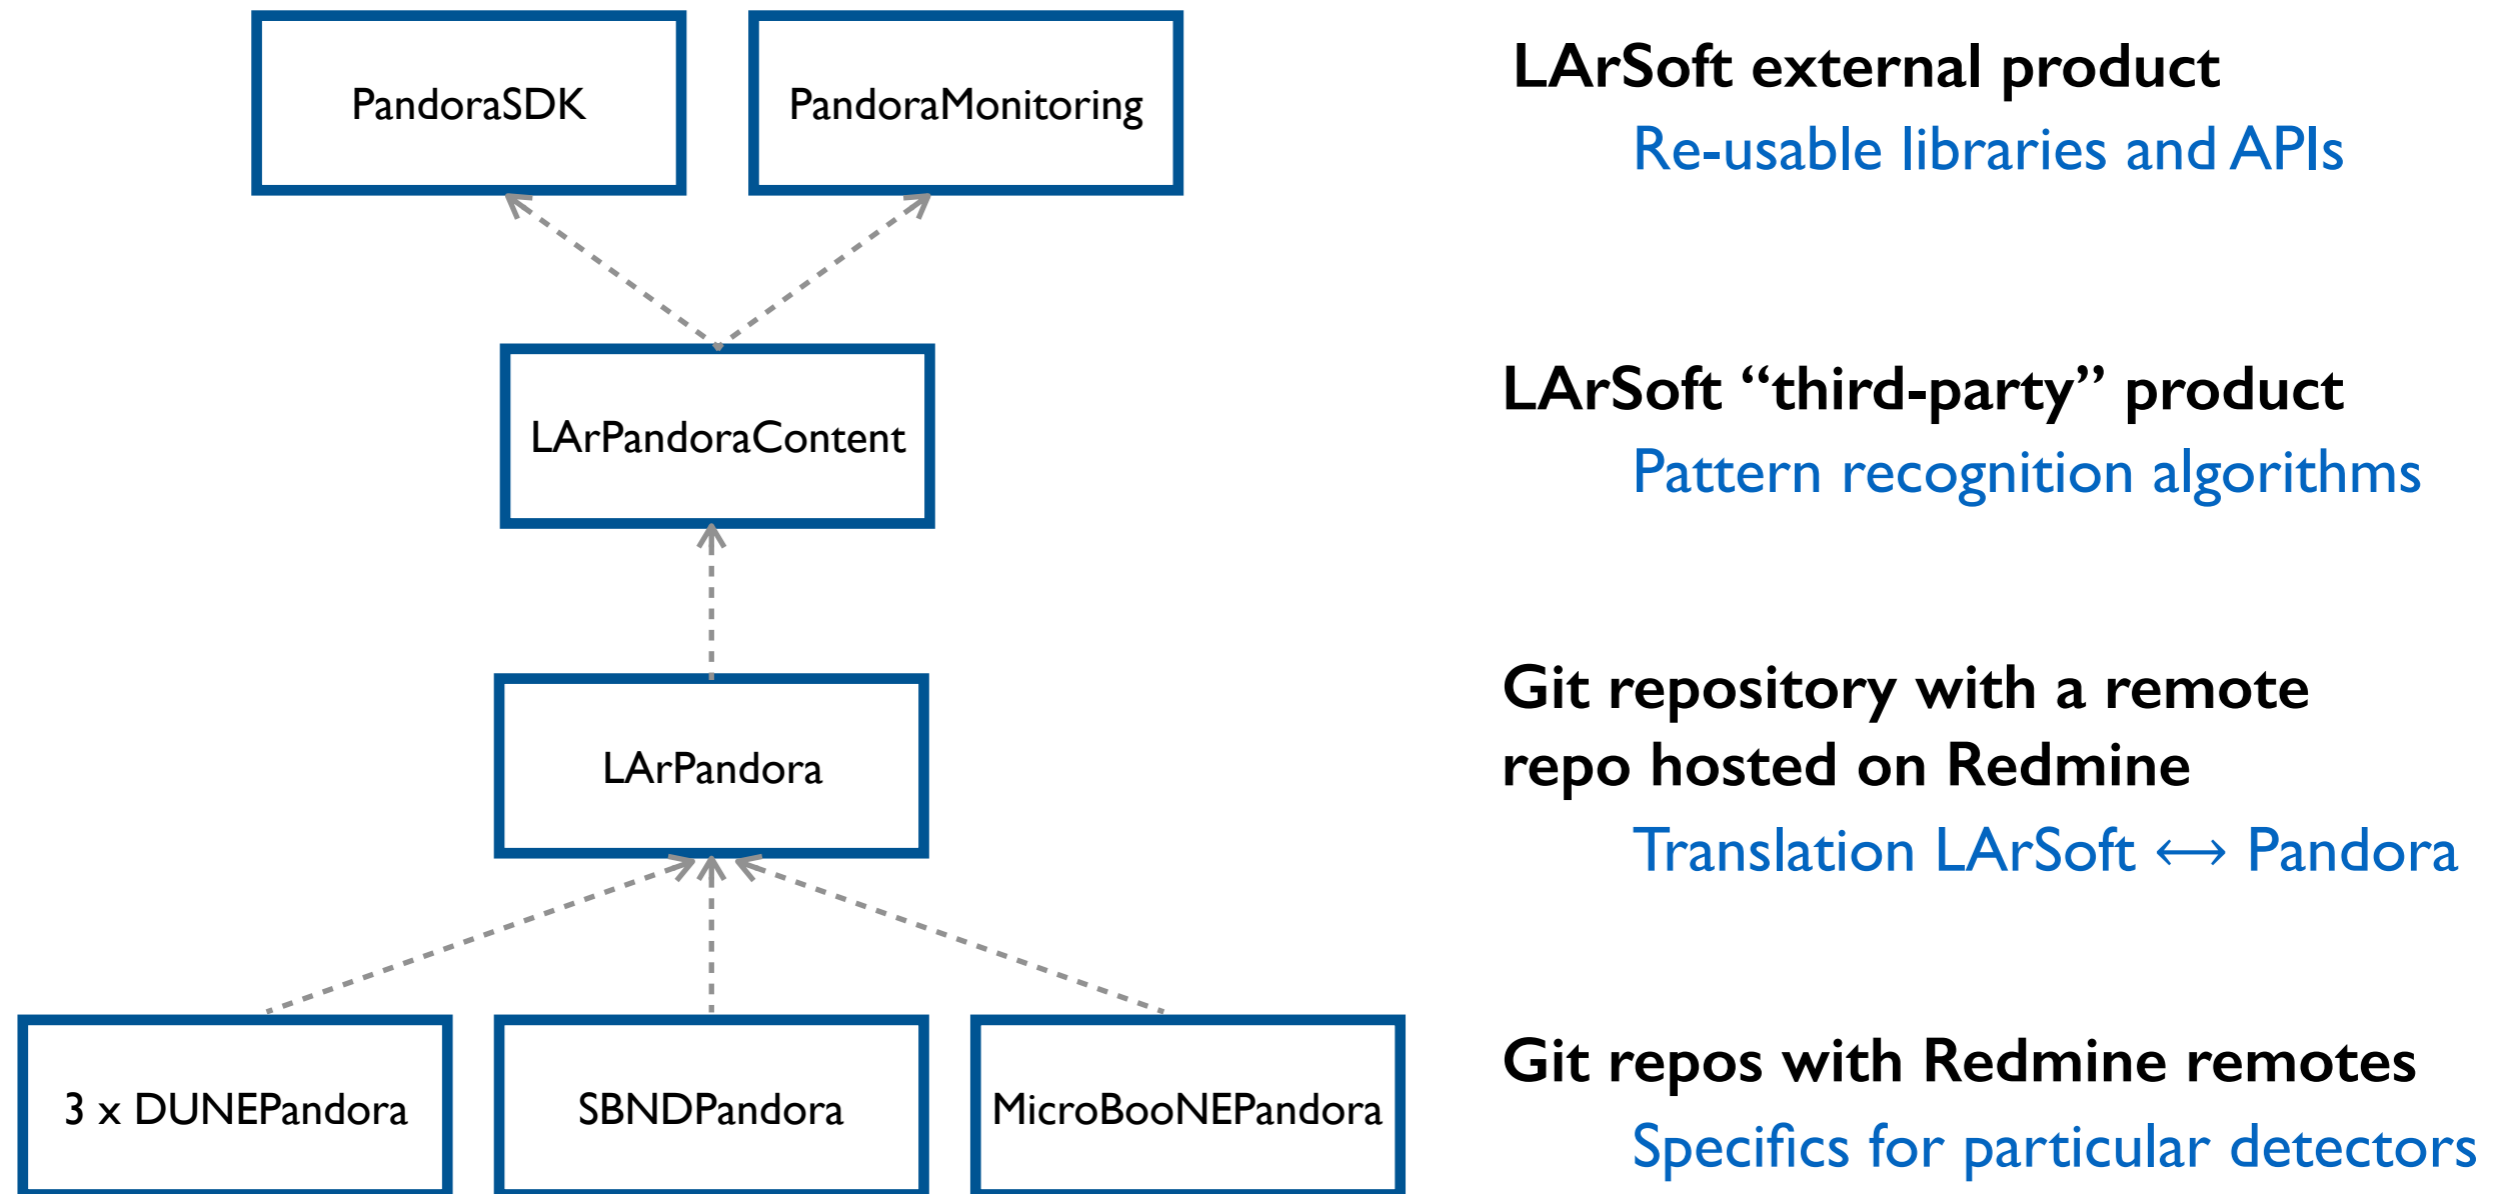 PandoraSDK
PandoraMonitoring
LArSoft external product
Re-usable libraries and APIs
LArPandoraContent
LArSoft “third-party” product
Pattern recognition algorithms
LArPandora
Git repository with a remote
repo hosted on Redmine
Translation LArSoft ⟷ Pandora
3 x DUNEPandora
SBNDPandora
MicroBooNEPandora
Git repos with Redmine remotes
Specifics for particular detectors